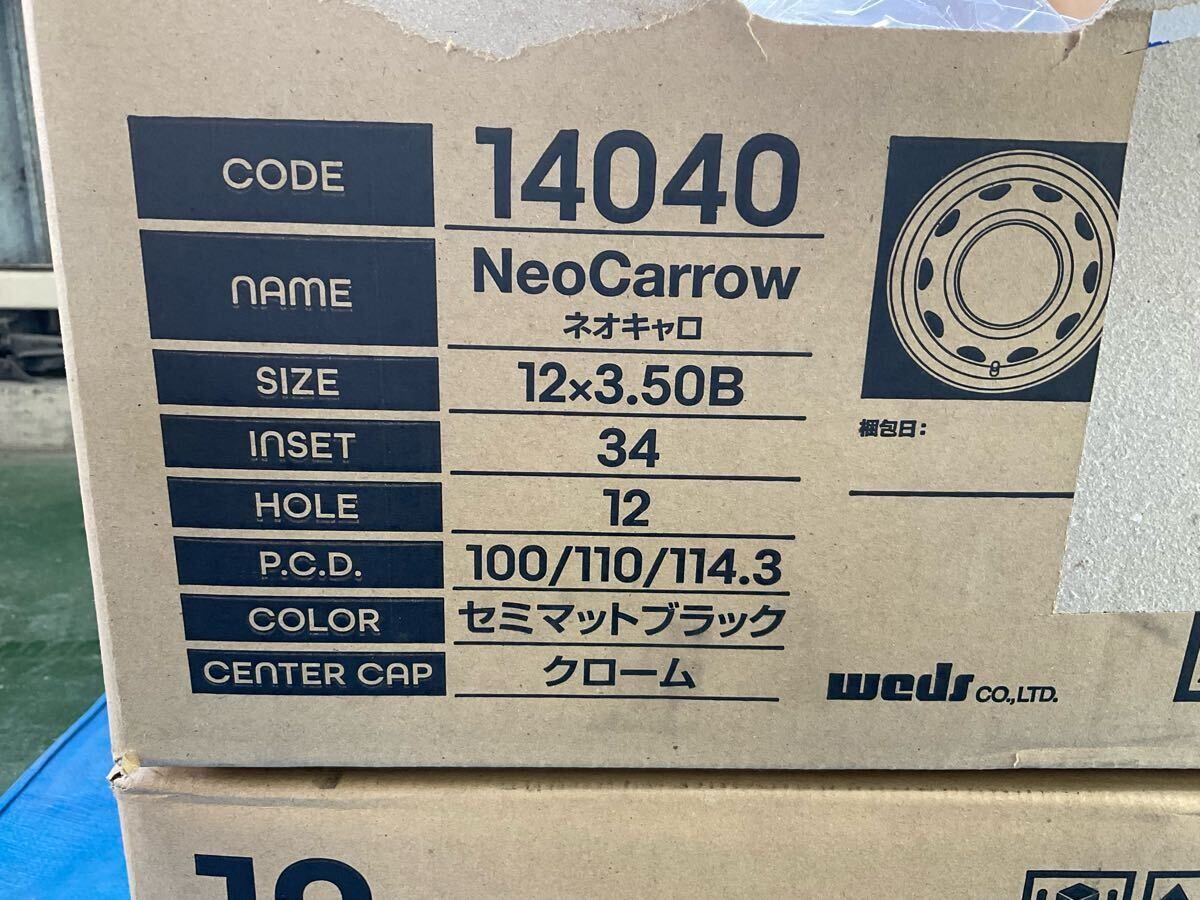 CODE 14040
NAME NeoCarrow
ネオキャロ
SIZE 12×3.50B
INSET 34
HOLE 12
P.C.D. 100/110/114.3
COLOR セミマットブラック
CENTER CAP クローム
梱包日:
weds CO.,LTD.